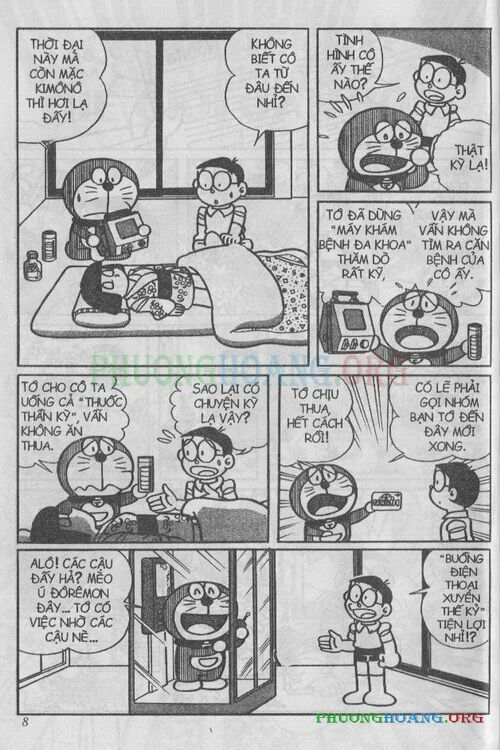 THỜI ĐẠI
NÀY MÀ
CÒN MẶC
KIMÔNÔ
THÌ HƠI LẠ
ĐẤY!
KHÔNG
BIẾT CÔ
TA TỪ
ĐÂU ĐẾN
NHỈ?
TÌNH
HÌNH CÔ
ẤY THẾ
NÀO?
THẬT
KỲ LẠ!
TỚ ĐÃ DÙNG
"MÁY KHÁM
BỆNH ĐA KHOA"
THĂM DÒ
RẤT KỸ,
VẬY MÀ
VẪN KHÔNG
TÌM RA CĂN
BỆNH CỦA
CÔ ẤY.
PHUONGHOANG.ORG
TỚ CHO CÔ TA
UỐNG CẢ "THUỐC
THẦN KỲ", VẪN
KHÔNG ĂN
THUA.
SAO LẠI CÓ
CHUYỆN KỲ
LẠ VẬY?
TỚ CHỊU
THUA,
HẾT CÁCH
RỒI!
CÓ LẼ PHẢI
GỌI NHÓM
BẠN TỚ ĐẾN
ĐÂY MỚI
XONG.
ALÔ! CÁC CẬU
ĐẤY HẢ? MÈO
Ú ĐÔRÊMON
ĐÂY... TỚ CÓ
VIỆC NHỜ CÁC
CẬU NÈ...
"BUỒNG
ĐIỆN
THOẠI
XUYÊN
THẾ KỶ"
TIỆN LỢI
NHỈ!?
8
PHUONGHOANG.ORG